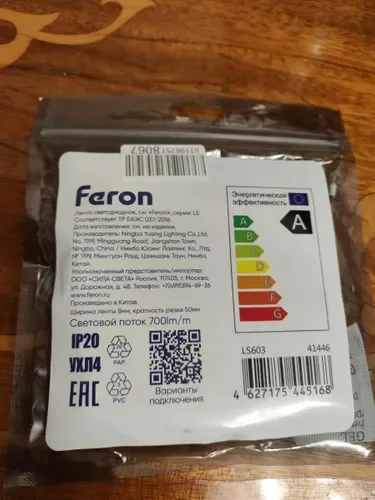 8067
Feron
Энергетическая
эффективность
Лента светодиодная, т.м. «Feron», серии: LS
Соответствует ТР ЕАЭС 037/2016
Дата изготовления: см. на изделии.
Производитель: Ningbo Yusing Lighting Co.,Ltd,
No. 1199, Mingguang Road, Jiangshan Town,
Ningbo, China / Нинбо Юсинг Лайтинг, Ко., Лтд,
№ 1199, Мингуан Роуд, Цзяншань Таун, Нинбо,
Китай.
Уполномоченный представитель/импортер:
ООО «СИЛА СВЕТА» Россия, 117405, г. Москва,
ул. Дорожная, д. 48, Телефон: +7(499)394-69-26
www.feron.ru
Произведено в Китае.
Ширина ленты 8мм, кратность резки 50мм
Световой поток 700lm/m
A
A
B
C
D
E
F
G
IP20
УХЛ4
EAC
PAP
PVC
Варианты
подключения
LS603 41446
4 627175 445168
GEL